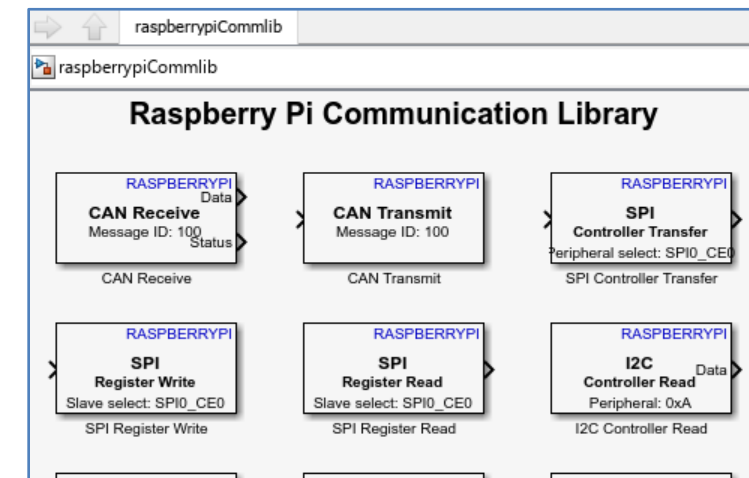 raspberrypiCommlib
raspberrypiCommlib
Raspberry Pi Communication Library
RASPBERRYPI
Data
CAN Receive
Message ID: 100
Status
CAN Receive
RASPBERRYPI
CAN Transmit
Message ID: 100
CAN Transmit
RASPBERRYPI
SPI
Controller Transfer
Peripheral select: SPI0_CE0
SPI Controller Transfer
RASPBERRYPI
SPI
Register Write
Slave select: SPI0_CE0
SPI Register Write
RASPBERRYPI
SPI
Register Read
Slave select: SPI0_CE0
SPI Register Read
RASPBERRYPI
I2C
Controller Read
Data
Peripheral: 0xA
I2C Controller Read